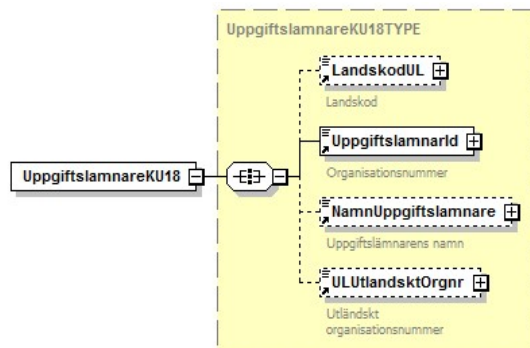 UppgiftslamnareKU18TYPE
LandskodUL
Landskod
UppgiftslamnarId
Organisationsnummer
UppgiftslamnareKU18
NamnUppgiftslamnare
Uppgiftslämnarens namn
ULUtlandsktOrgnr
Utländskt
organisationsnummer